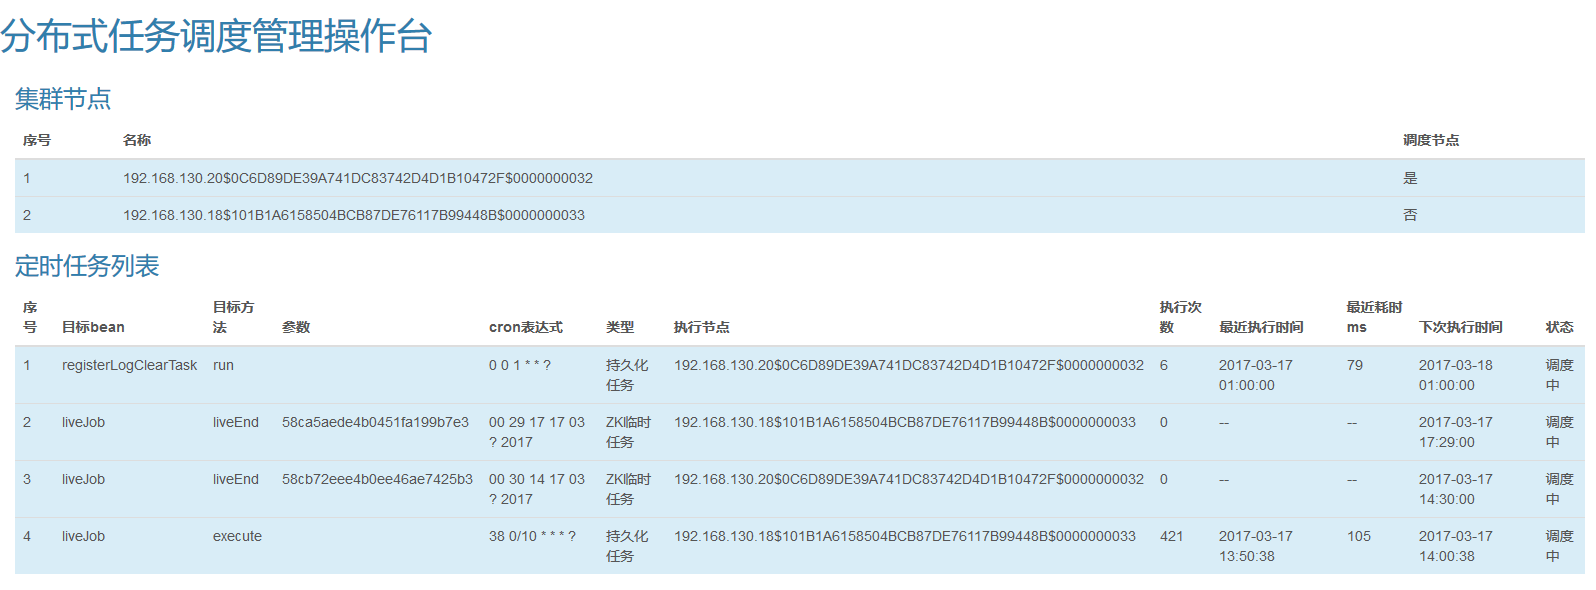 分布式任务调度管理操作台
集群节点
序号 名称 调度节点
1 192.168.130.20$0C6D89DE39A741DC83742D4D1B10472F$0000000032 是
2 192.168.130.18$101B1A6158504BCB87DE76117B99448B$0000000033 否
定时任务列表
序 目标方 执行次 最近耗时
号 目标bean 法 参数 cron表达式 类型 执行节点 数 最近执行时间 ms 下次执行时间 状态
1 registerLogClearTask run 0 0 1 * * ? 持久化 192.168.130.20$0C6D89DE39A741DC83742D4D1B10472F$0000000032 6 2017-03-17 79 2017-03-18 调度
任务 01:00:00 01:00:00 中
2 liveJob liveEnd 58ca5aede4b0451fa199b7e3 00 29 17 17 03 ZK临时 192.168.130.18$101B1A6158504BCB87DE76117B99448B$0000000033 0 -- -- 2017-03-17 调度
? 2017 任务 17:29:00 中
3 liveJob liveEnd 58cb72eee4b0ee46ae7425b3 00 30 14 17 03 ZK临时 192.168.130.20$0C6D89DE39A741DC83742D4D1B10472F$0000000032 0 -- -- 2017-03-17 调度
? 2017 任务 14:30:00 中
4 liveJob execute 38 0/10 * * * ? 持久化 192.168.130.18$101B1A6158504BCB87DE76117B99448B$0000000033 421 2017-03-17 105 2017-03-17 调度
任务 13:50:38 14:00:38 中